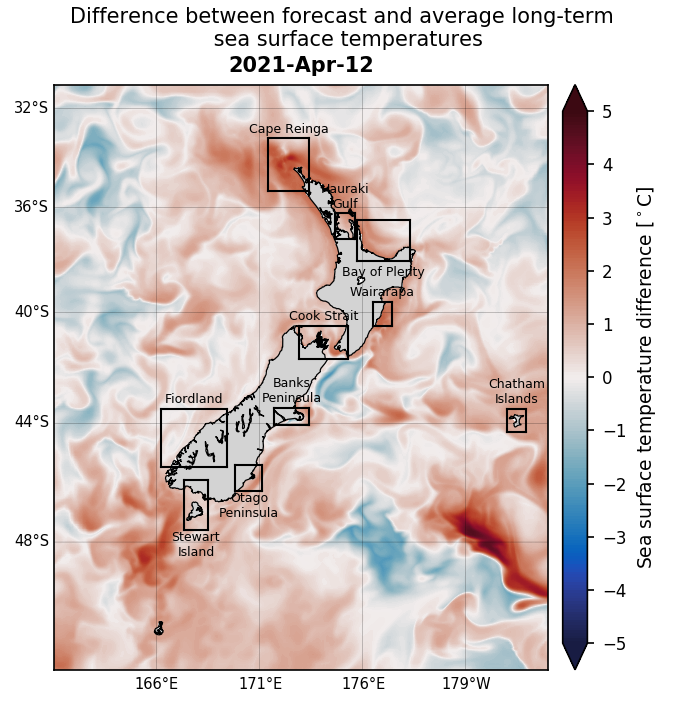 Difference between forecast and average long-term
sea surface temperatures
2021-Apr-12
32°S
36°S
40°S
44°S
48°S
Cape Reinga
Hauraki
Gulf
Bay of Plenty
Wairarapa
Cook Strait
Banks
Peninsula
Fiordland
Chatham
Islands
Otago
Peninsula
Stewart
Island
166°E
171°E
176°E
179°W
5
4
3
2
1
0
−1
−2
−3
−4
−5
Sea surface temperature difference [°C]